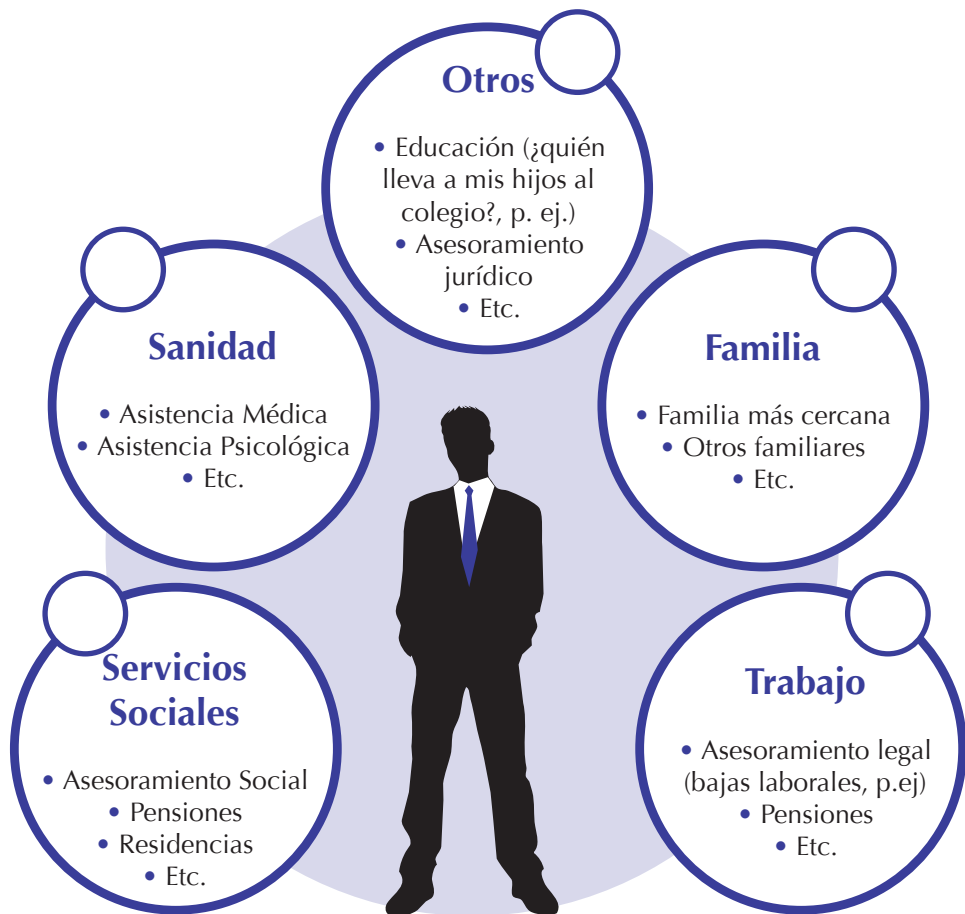 Otros
• Educación (¿quién
lleva a mis hijos al
colegio?, p. ej.)
• Asesoramiento
jurídico
• Etc.
Sanidad
• Asistencia Médica
• Asistencia Psicológica
• Etc.
Familia
• Familia más cercana
• Otros familiares
• Etc.
Servicios
Sociales
• Asesoramiento Social
• Pensiones
• Residencias
• Etc.
Trabajo
• Asesoramiento legal
(bajas laborales, p.ej)
• Pensiones
• Etc.